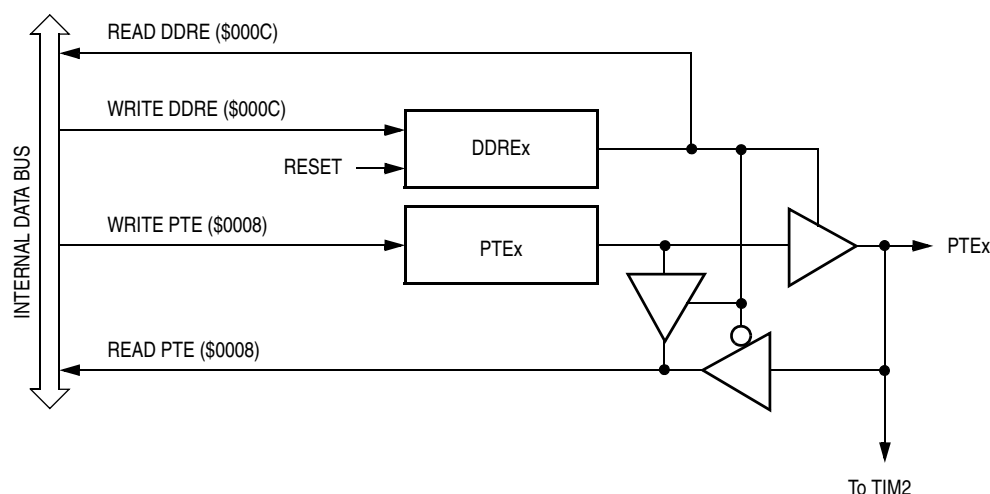 READ DDRE ($000C)
WRITE DDRE ($000C)
DDREx
RESET
INTERNAL DATA BUS
WRITE PTE ($0008)
PTEx
PTEx
READ PTE ($0008)
To TIM2